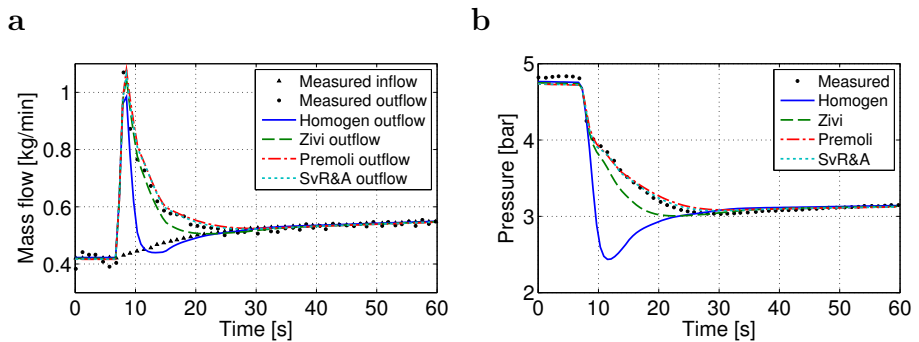 a
b
Mass flow [kg/min]
1
0.8
0.6
0.4
0
10
20
30
40
50
60
Time [s]
Measured inflow
Measured outflow
Homogen outflow
Zivi outflow
Premoli outflow
SvR&A outflow
Pressure [bar]
5
4
3
2
0
10
20
30
40
50
60
Time [s]
Measured
Homogen
Zivi
Premoli
SvR&A